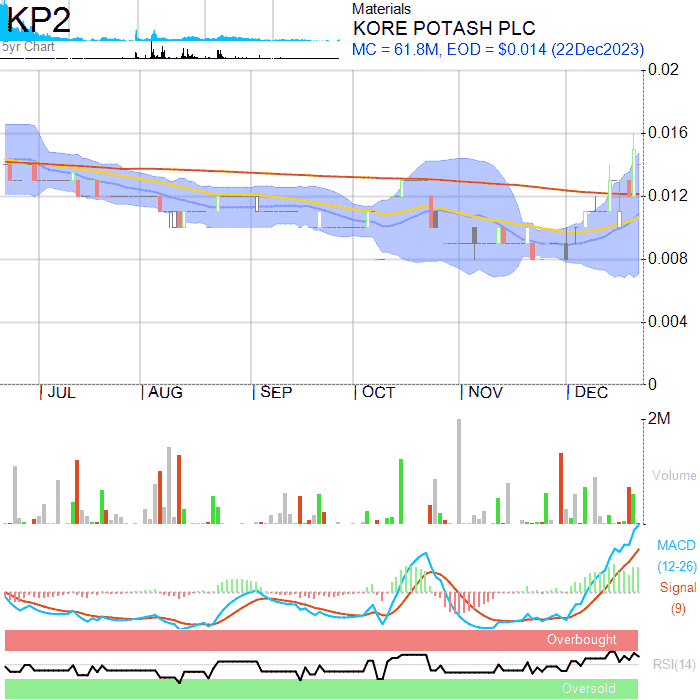 KP2
5yr Chart
Materials
KORE POTASH PLC
MC = 61.8M, EOD = $0.014 (22Dec2023)
0.02
0.016
0.012
0.008
0.004
0
JUL AUG SEP OCT NOV DEC
2M
Volume
MACD
(12-26)
Signal
(9)
Overbought
RSI(14)
Oversold